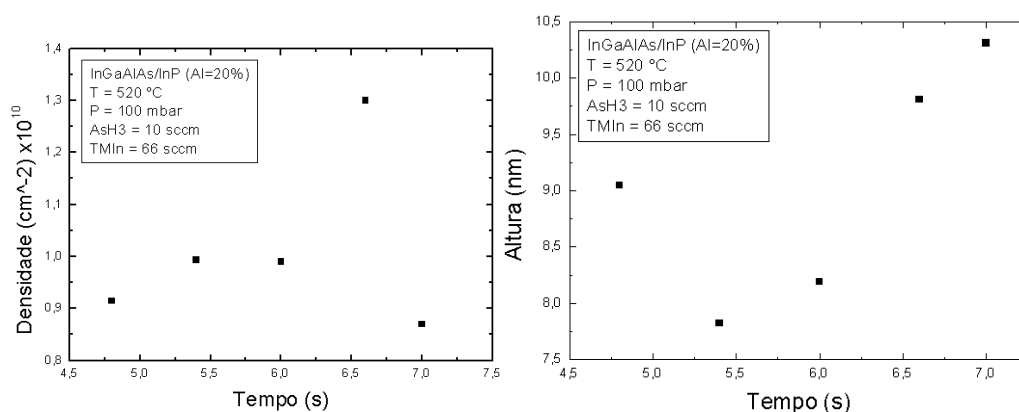 1,4
1,3
1,2
1,1
1,0
0,9
0,8
Densidade (cm^-2) x10^10
InGaAlAs/InP (Al=20%)
T = 520 ºC
P = 100 mbar
AsH3 = 10 sccm
TMIn = 66 sccm
4,5 5,0 5,5 6,0 6,5 7,0 7,5
Tempo (s)
10,5
10,0
9,5
9,0
8,5
8,0
7,5
Altura (nm)
InGaAlAs/InP (Al=20%)
T = 520 ºC
P = 100 mbar
AsH3 = 10 sccm
TMIn = 66 sccm
4,5 5,0 5,5 6,0 6,5 7,0
Tempo (s)